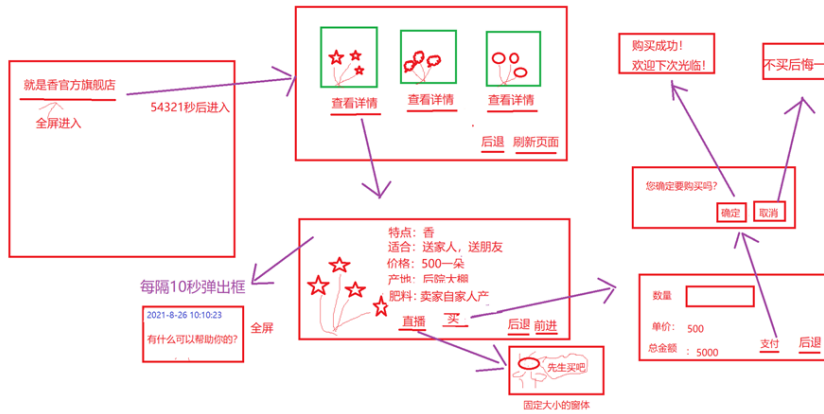 就是香官方旗舰店
全屏进入
54321秒后进入
查看详情
查看详情
查看详情
后退
刷新页面
购买成功！
欢迎下次光临！
不买后悔一
您确定要购买吗？
确定
取消
特点：香
适合：送家人，送朋友
价格：500一朵
产地：后院大棚
肥料：卖家自家人产
直播
买
后退
前进
每隔10秒弹出框
2021-8-26 10:10:23
有什么可以帮助你的?
全屏
先生买吧
固定大小的窗体
数量
单价： 500
总金额 ：5000
支付
后退